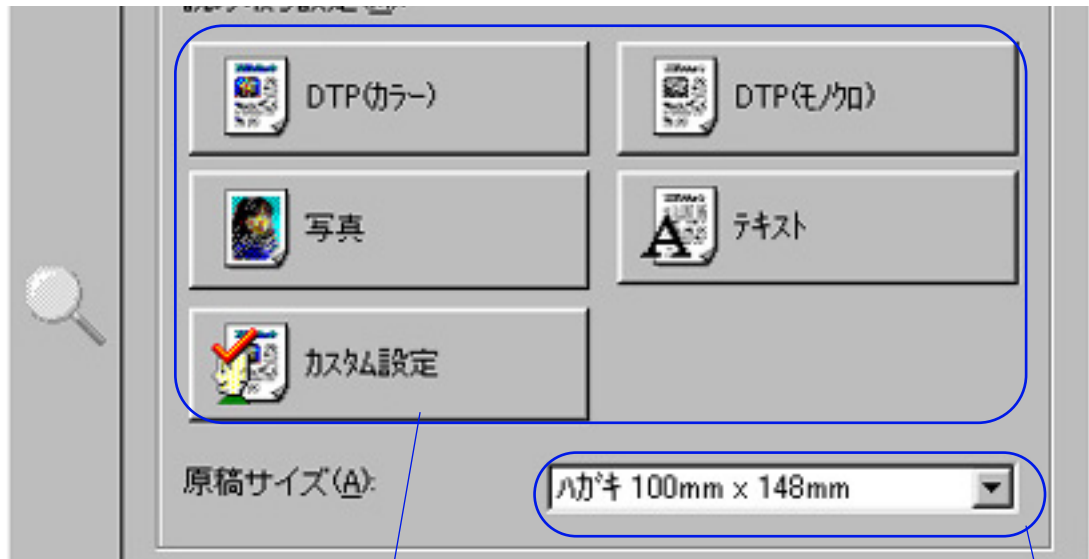 DTP(ｶﾗｰ)
DTP(ﾓﾉｸﾛ)
写真
ﾃｷｽﾄ
ｶｽﾀﾑ設定
原稿サイズ(A):
ﾊｶﾞｷ 100mm x 148mm